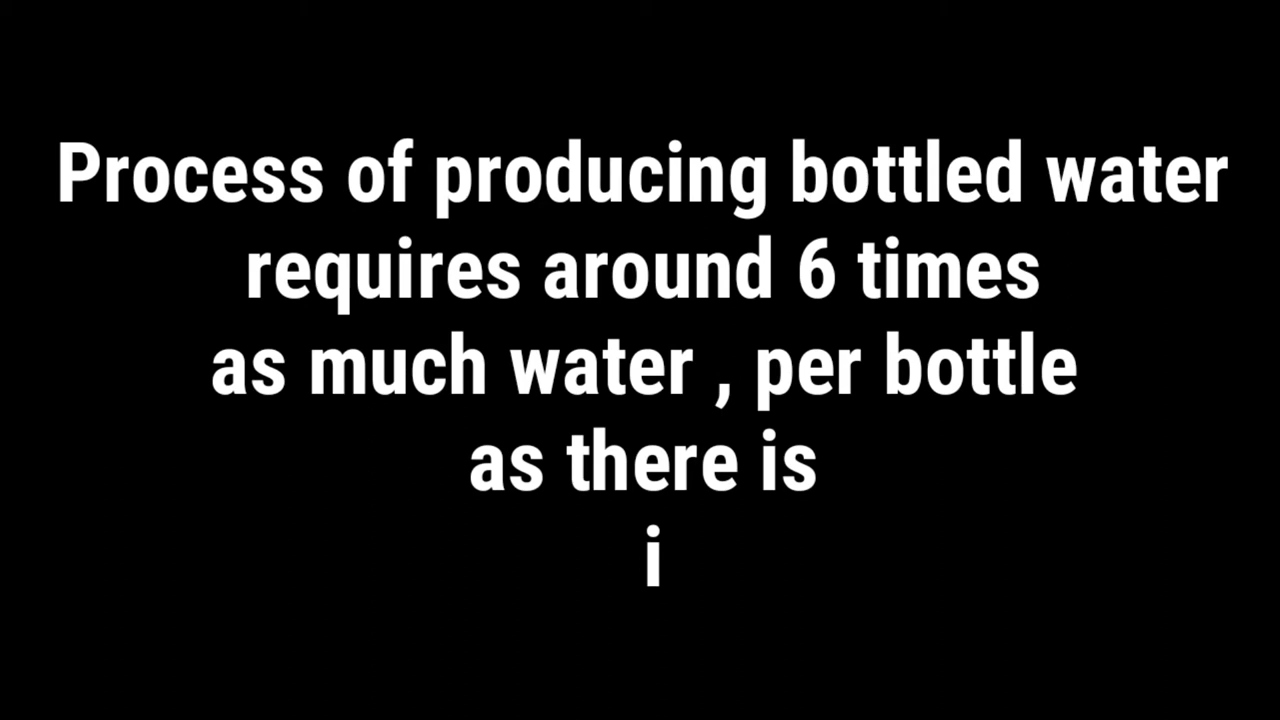 Process of producing bottled water
requires around 6 times
as much water , per bottle
as there is
i